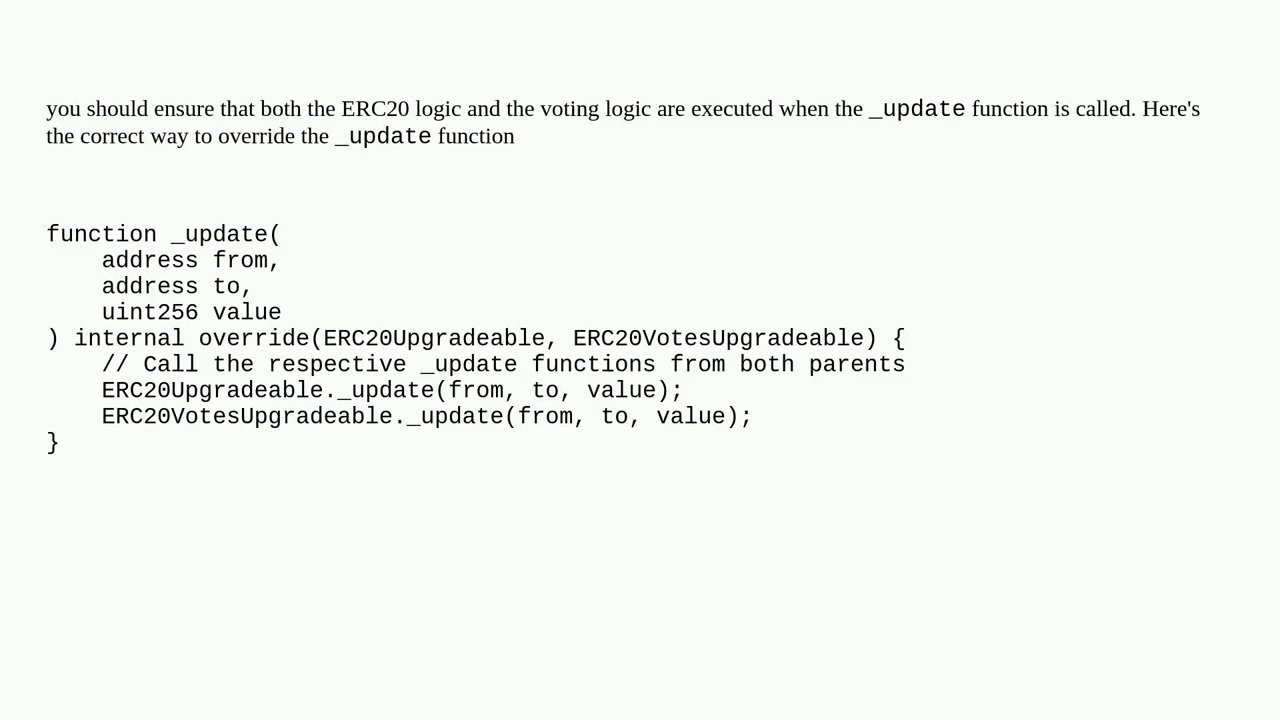 you should ensure that both the ERC20 logic and the voting logic are executed when the _update function is called. Here's
the correct way to override the _update function
function _update(
    address from,
    address to,
    uint256 value
) internal override(ERC20Upgradeable, ERC20VotesUpgradeable) {
    // Call the respective _update functions from both parents
    ERC20Upgradeable._update(from, to, value);
    ERC20VotesUpgradeable._update(from, to, value);
}